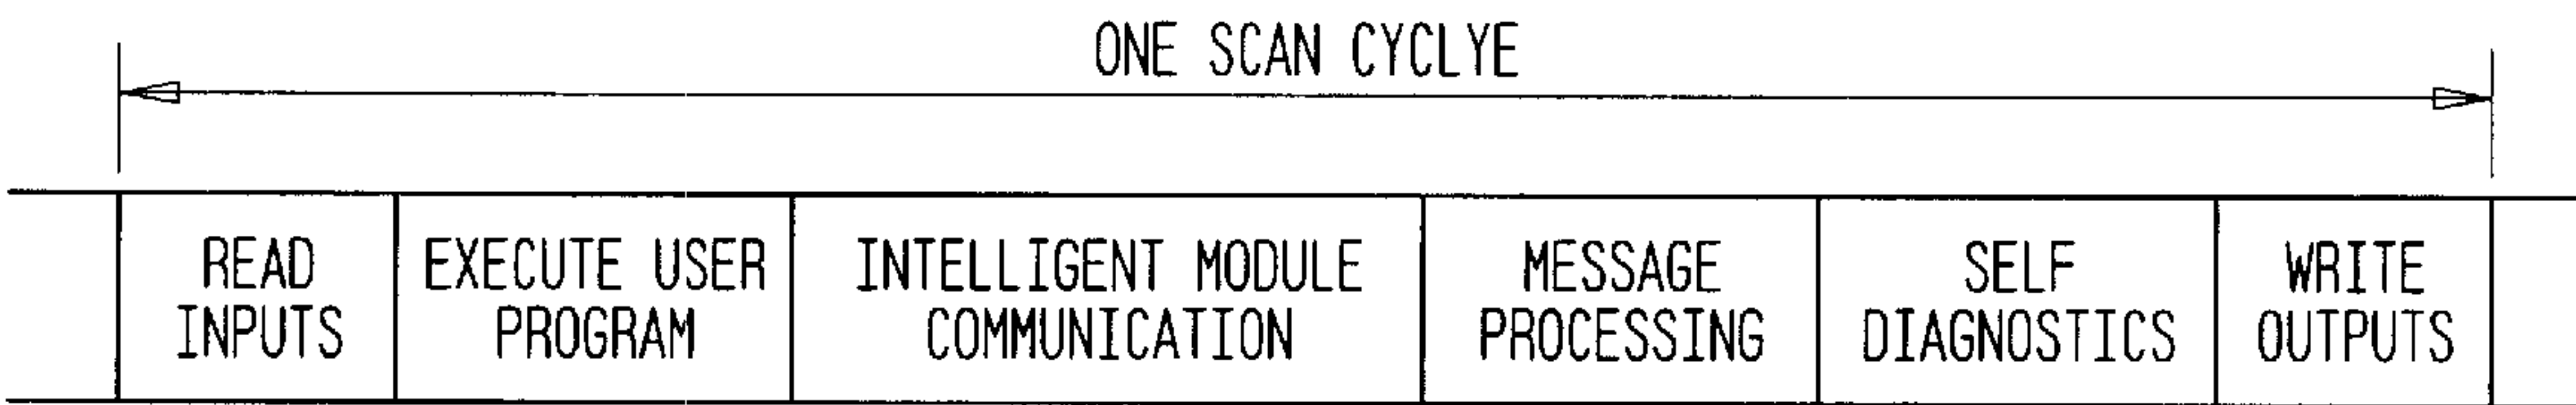 ONE SCAN CYCLYE
READ
INPUTS
EXECUTE USER
PROGRAM
INTELLIGENT MODULE
COMMUNICATION
MESSAGE
PROCESSING
SELF
DIAGNOSTICS
WRITE
OUTPUTS